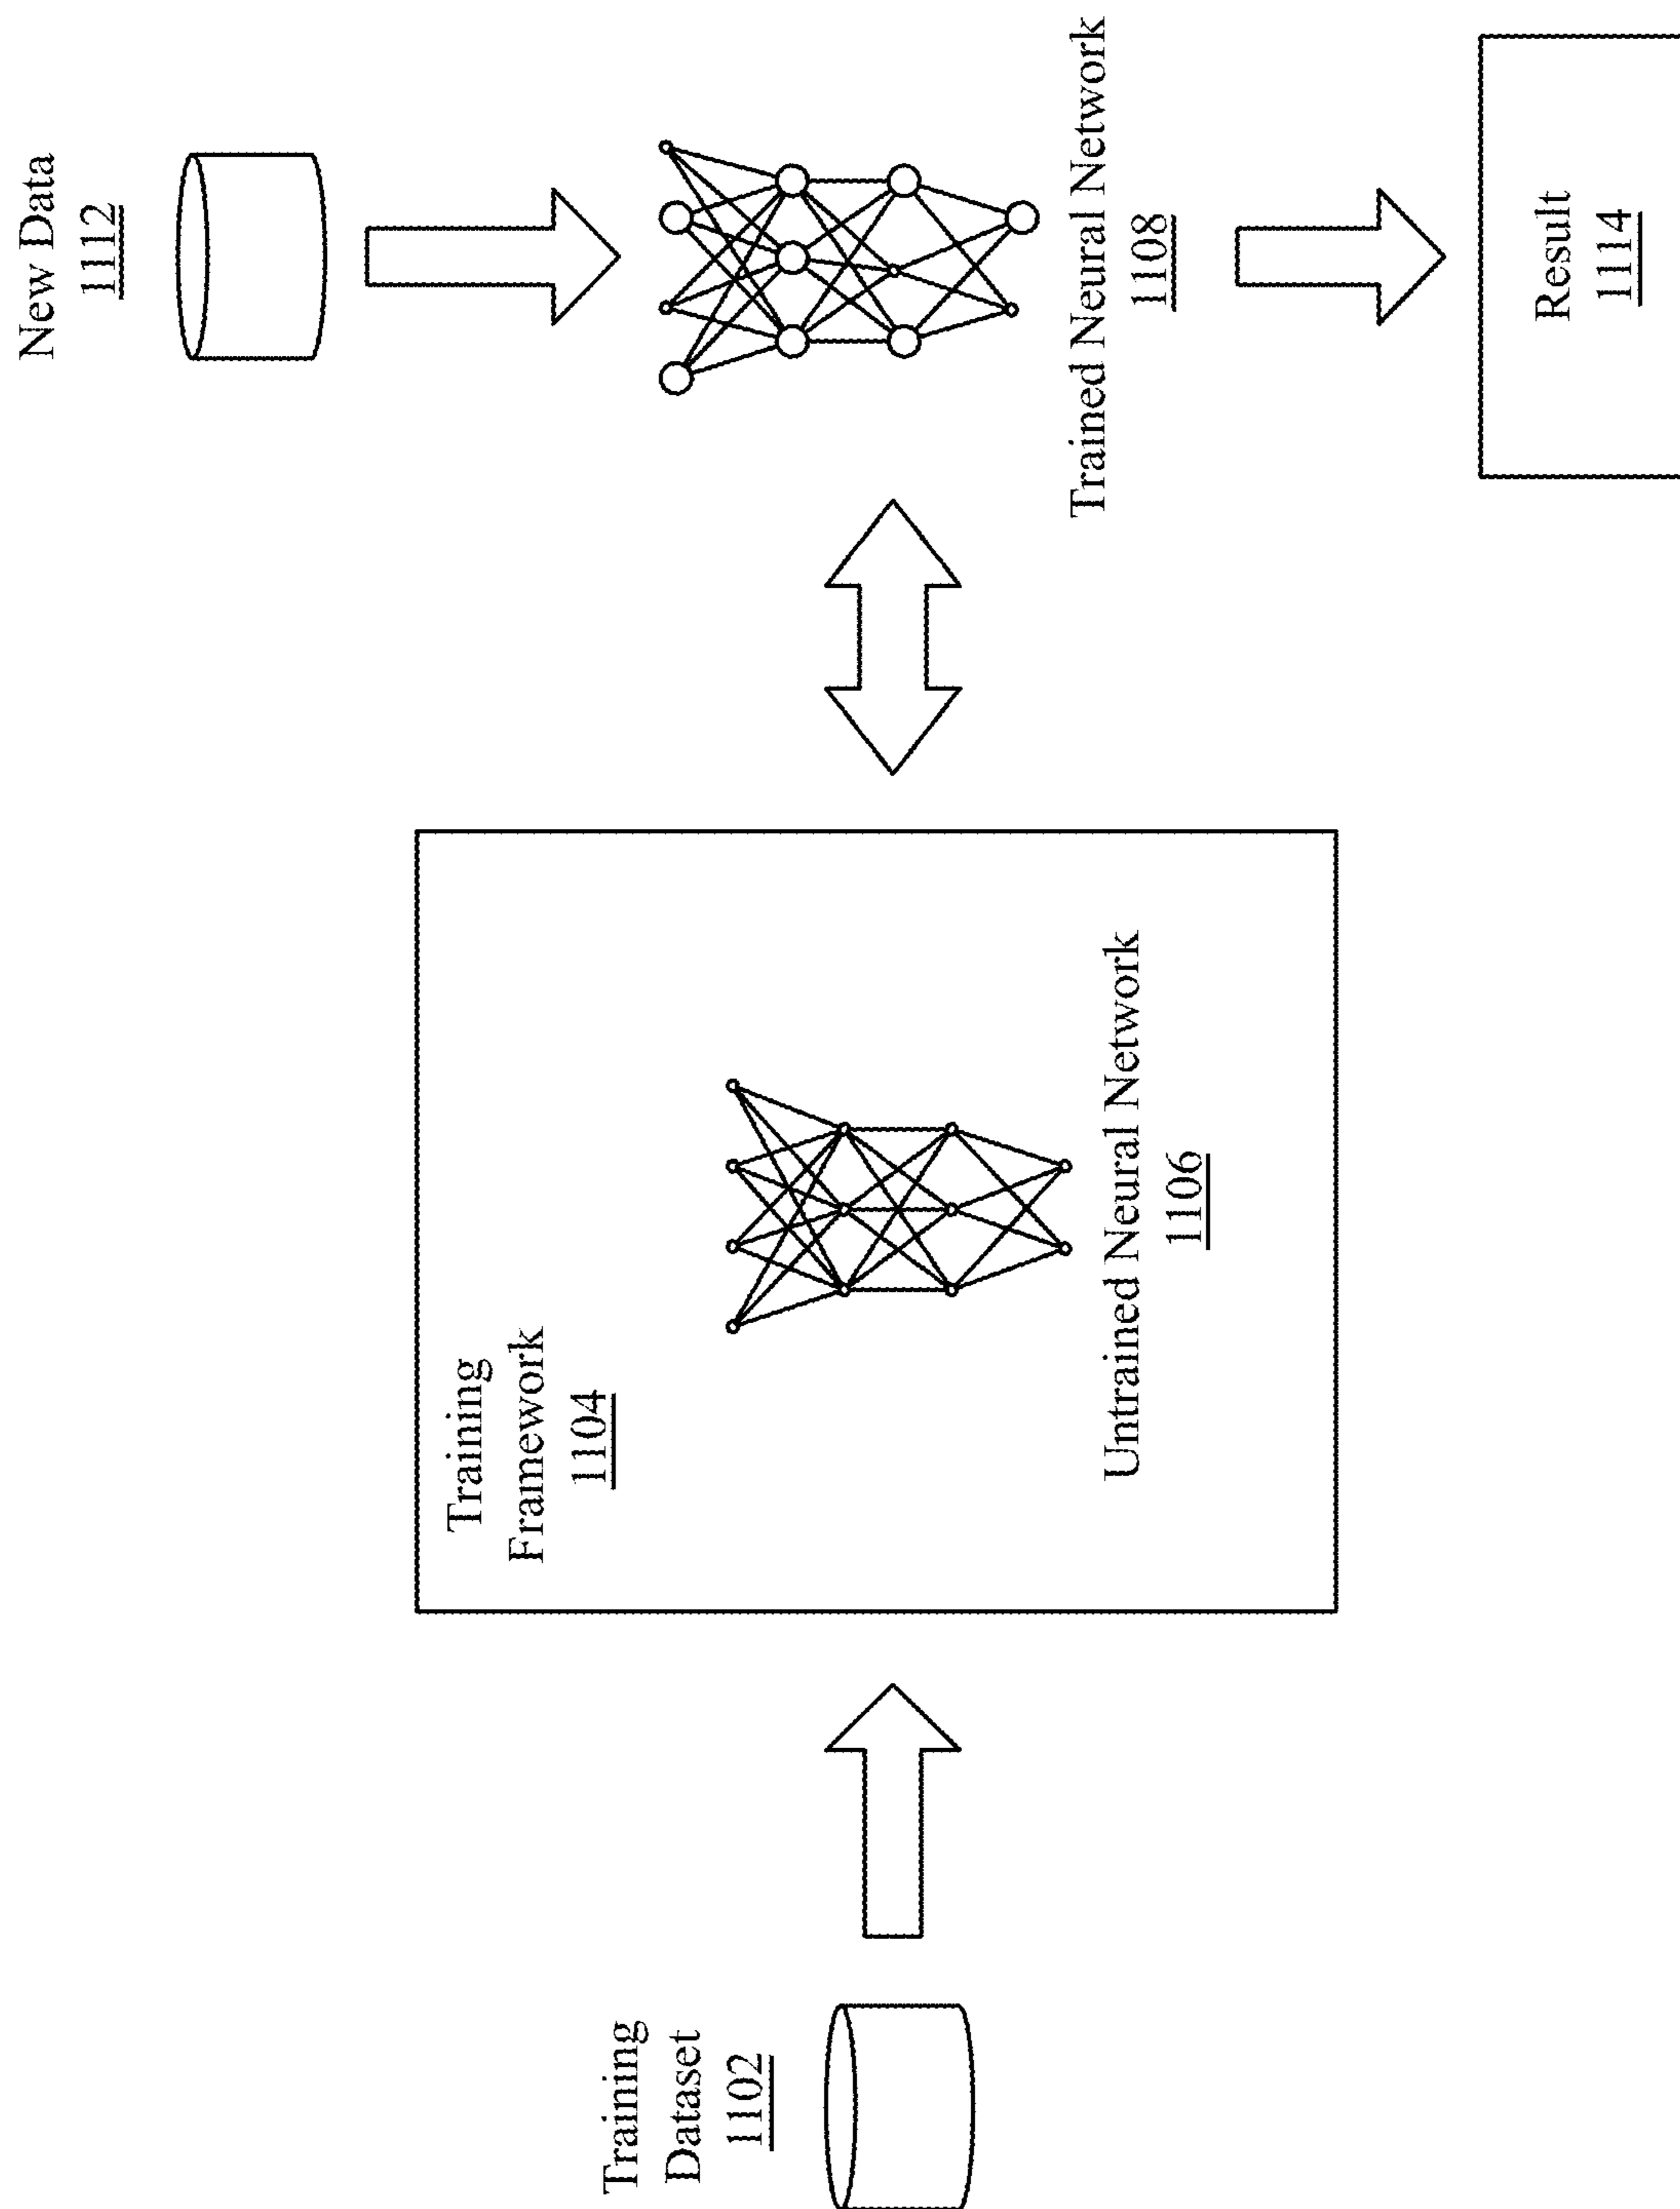 Training
Dataset
1102
Training
Framework
1104
Untrained Neural Network
1106
New Data
1112
Trained Neural Network
1108
Result
1114